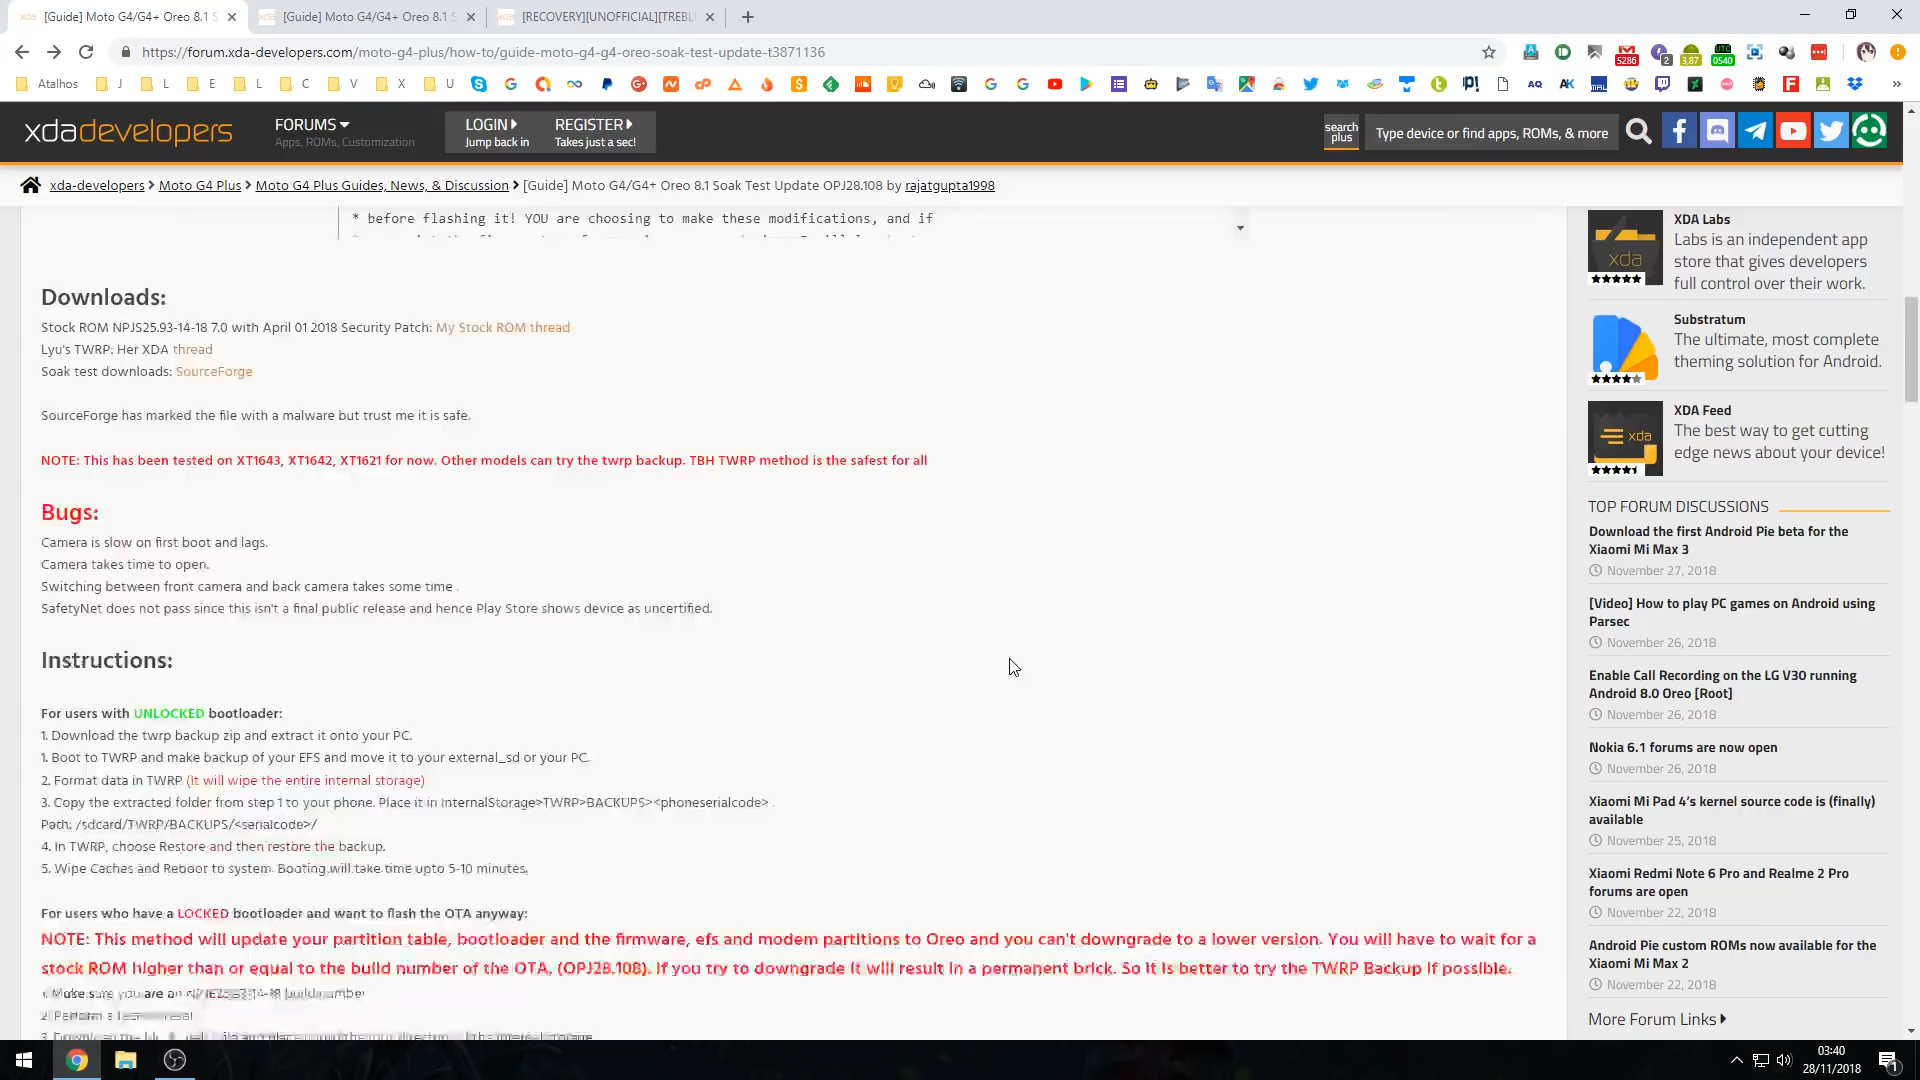 [Guide] Moto G4/G4+ Oreo 8.1 S
[Guide] Moto G4/G4+ Oreo 8.1 S
[RECOVERY][UNOFFICIAL][TREBL
https://forum.xda-developers.com/moto-g4-plus/how-to/guide-moto-g4-g4-oreo-soak-test-update-t3871136
5286
2
3,87
UTC
0540
Atalhos
J
L
E
L
C
V
X
U
AQ
AK
MAL
xdadevelopers
FORUMS
Apps, ROMs, Customization
LOGIN
Jump back in
REGISTER
Takes just a sec!
search
plus
Type device or find apps, ROMs, & more
xda-developers > Moto G4 Plus > Moto G4 Plus Guides, News, & Discussion > [Guide] Moto G4/G4+ Oreo 8.1 Soak Test Update OPJ28.108 by rajatgupta1998
* before flashing it! YOU are choosing to make these modifications, and if
Downloads:
Stock ROM NPJS25.93-14-18 7.0 with April 01 2018 Security Patch: My Stock ROM thread
Lyu's TWRP: Her XDA thread
Soak test downloads: SourceForge
SourceForge has marked the file with a malware but trust me it is safe.
NOTE: This has been tested on XT1643, XT1642, XT1621 for now. Other models can try the twrp backup. TBH TWRP method is the safest for all
Bugs:
Camera is slow on first boot and lags.
Camera takes time to open.
Switching between front camera and back camera takes some time .
SafetyNet does not pass since this isn't a final public release and hence Play Store shows device as uncertified.
Instructions:
For users with UNLOCKED bootloader:
1. Download the twrp backup zip and extract it onto your PC.
1. Boot to TWRP and make backup of your EFS and move it to your external_sd or your PC.
2. Format data in TWRP (It will wipe the entire internal storage)
3. Copy the extracted folder from step 1 to your phone. Place it in InternalStorage>TWRP>BACKUPS><phoneserialcode> .
Path: /sdcard/TWRP/BACKUPS/<serialcode>/
4. In TWRP, choose Restore and then restore the backup.
5. Wipe Caches and Reboot to system. Booting will take time upto 5-10 minutes.
For users who have a LOCKED bootloader and want to flash the OTA anyway:
NOTE: This method will update your partition table, bootloader and the firmware, efs and modem partitions to Oreo and you can't downgrade to a lower version. You will have to wait for a
stock ROM higher than or equal to the build number of the OTA, (OPJ28.108). If you try to downgrade it will result in a permanent brick. So it is better to try the TWRP Backup if possible.
XDA Labs
Labs is an independent app
store that gives developers
full control over their work.
Substratum
The ultimate, most complete
theming solution for Android.
XDA Feed
The best way to get cutting
edge news about your device!
xda
xda
TOP FORUM DISCUSSIONS
Download the first Android Pie beta for the
Xiaomi Mi Max 3
November 27, 2018
[Video] How to play PC games on Android using
Parsec
November 26, 2018
Enable Call Recording on the LG V30 running
Android 8.0 Oreo [Root]
November 26, 2018
Nokia 6.1 forums are now open
November 26, 2018
Xiaomi Mi Pad 4's kernel source code is (finally)
available
November 25, 2018
Xiaomi Redmi Note 6 Pro and Realme 2 Pro
forums are open
November 22, 2018
Android Pie custom ROMs now available for the
Xiaomi Mi Max 2
November 22, 2018
More Forum Links
03:40
28/11/2018
1